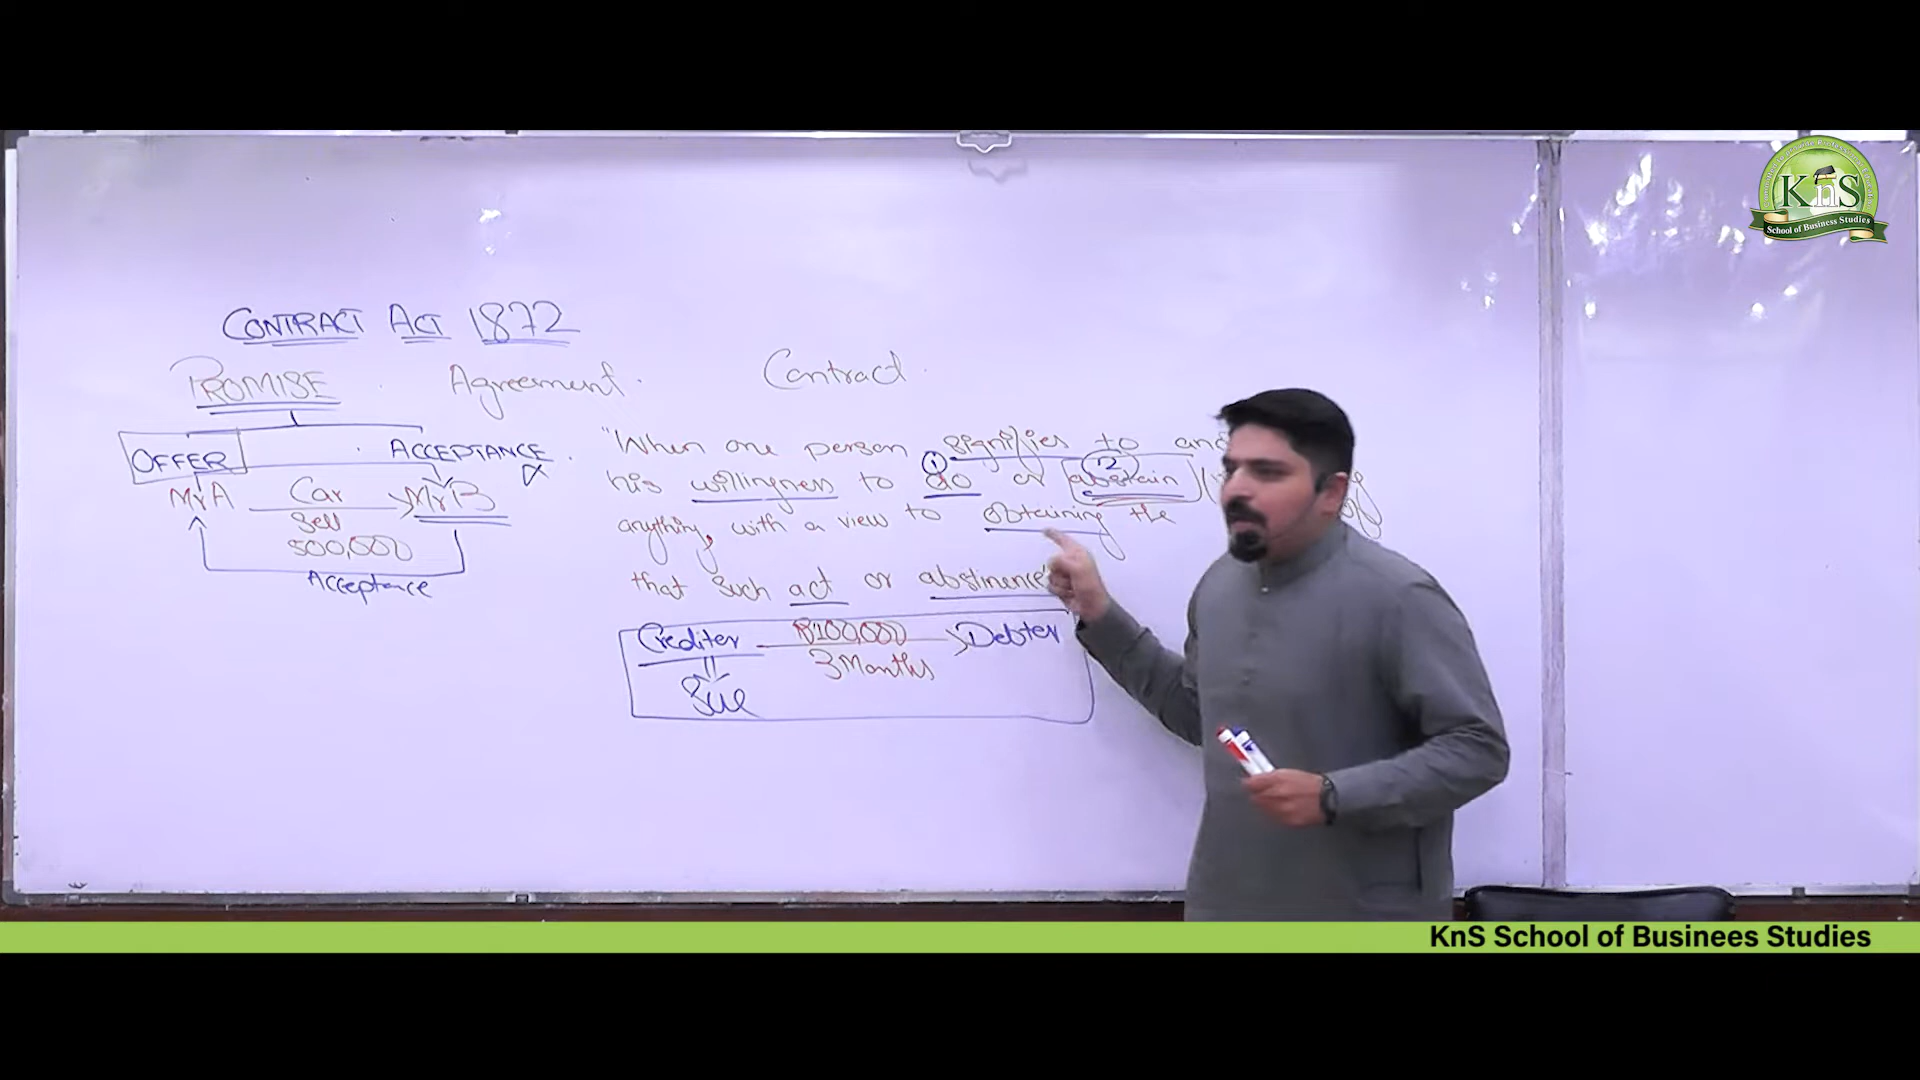 CONTRACT ACT 1872
PROMISE . Agreement . Contract .
OFFER . ACCEPTANCE .
Mr A Car Mr B
Sell
500,000
Acceptance
"When one person signifies to
① ②
his willingness to do or abstain
anything, with a view to obtaining the
that such act or abstinence"
Crediter 100,000 Debter
3 Months
Sue
KnS
School of Business Studies
KnS School of Businees Studies